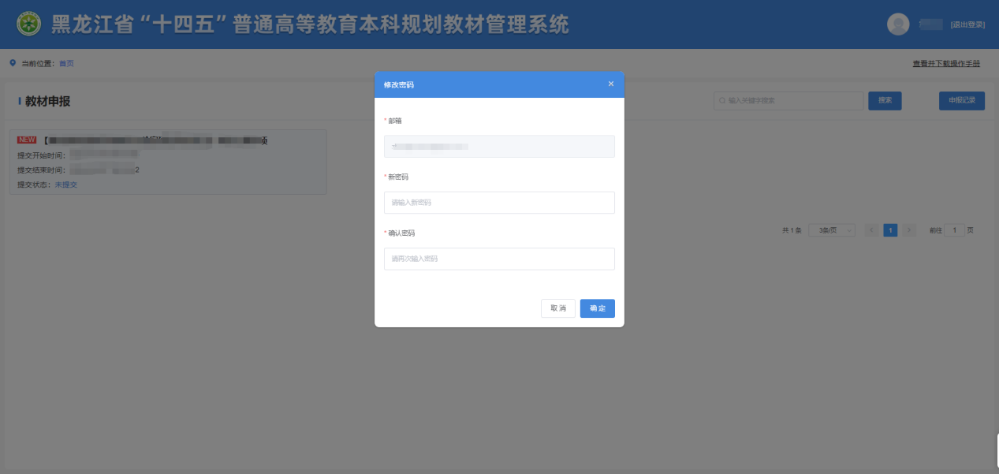 黑龙江省“十四五”普通高等教育本科规划教材管理系统
[退出登录]
当前位置：首页
查看并下载操作手册
修改密码
教材申报
输入关键字搜索
搜索
申报记录
* 邮箱
NEW
项
提交开始时间：
提交结束时间： 2
提交状态：未提交
* 新密码
请输入新密码
* 确认密码
请再次输入密码
共 1 条 3条/页 1 前往 1 页
取 消
确 定